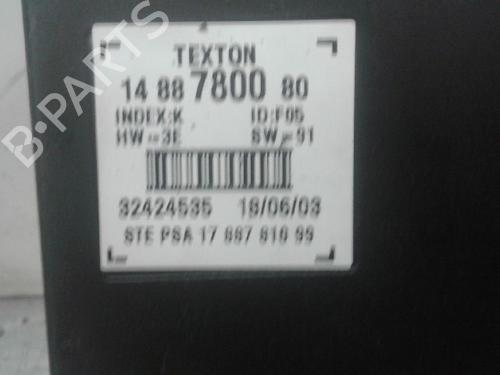 TEXTON
14 88 7800 80
INDEX:K ID:F05
HW=3E SW=91
32424535 18/06/03
STE PSA 17 887 810 99
B-PARTS